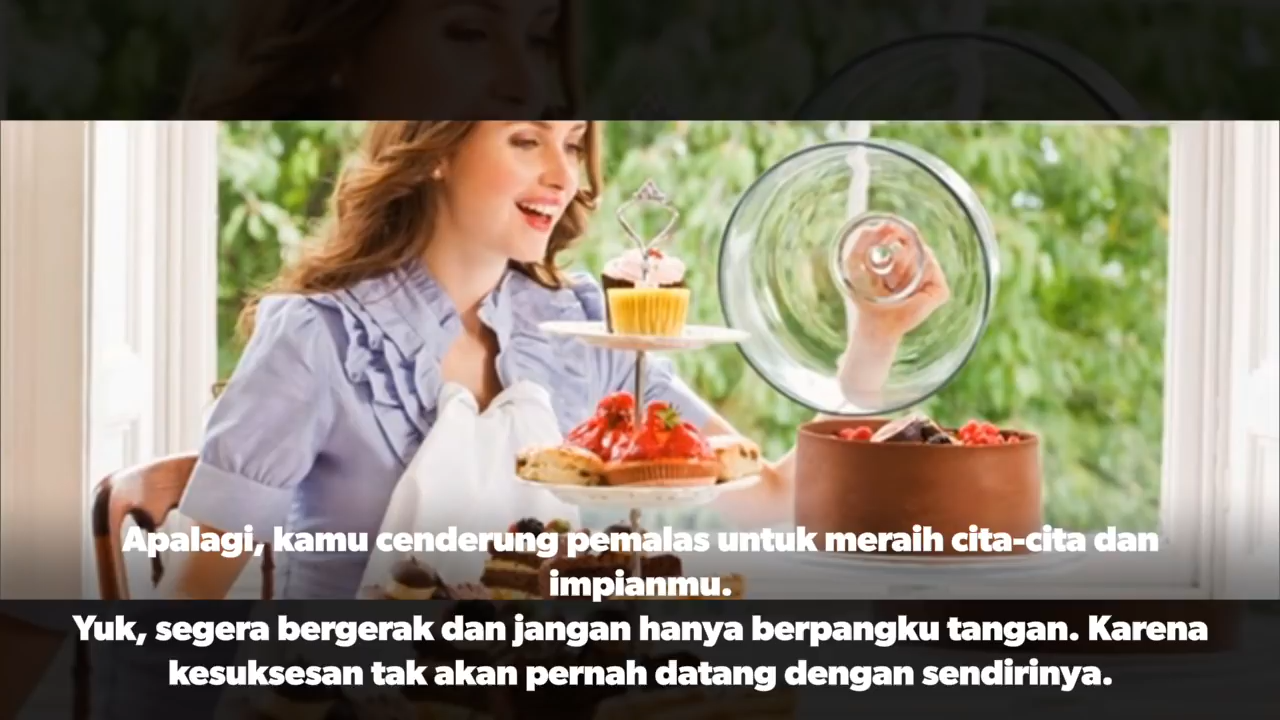 Apalagi, kamu cenderung pemalas untuk meraih cita-cita dan
impianmu.
Yuk, segera bergerak dan jangan hanya berpangku tangan. Karena
kesuksesan tak akan pernah datang dengan sendirinya.